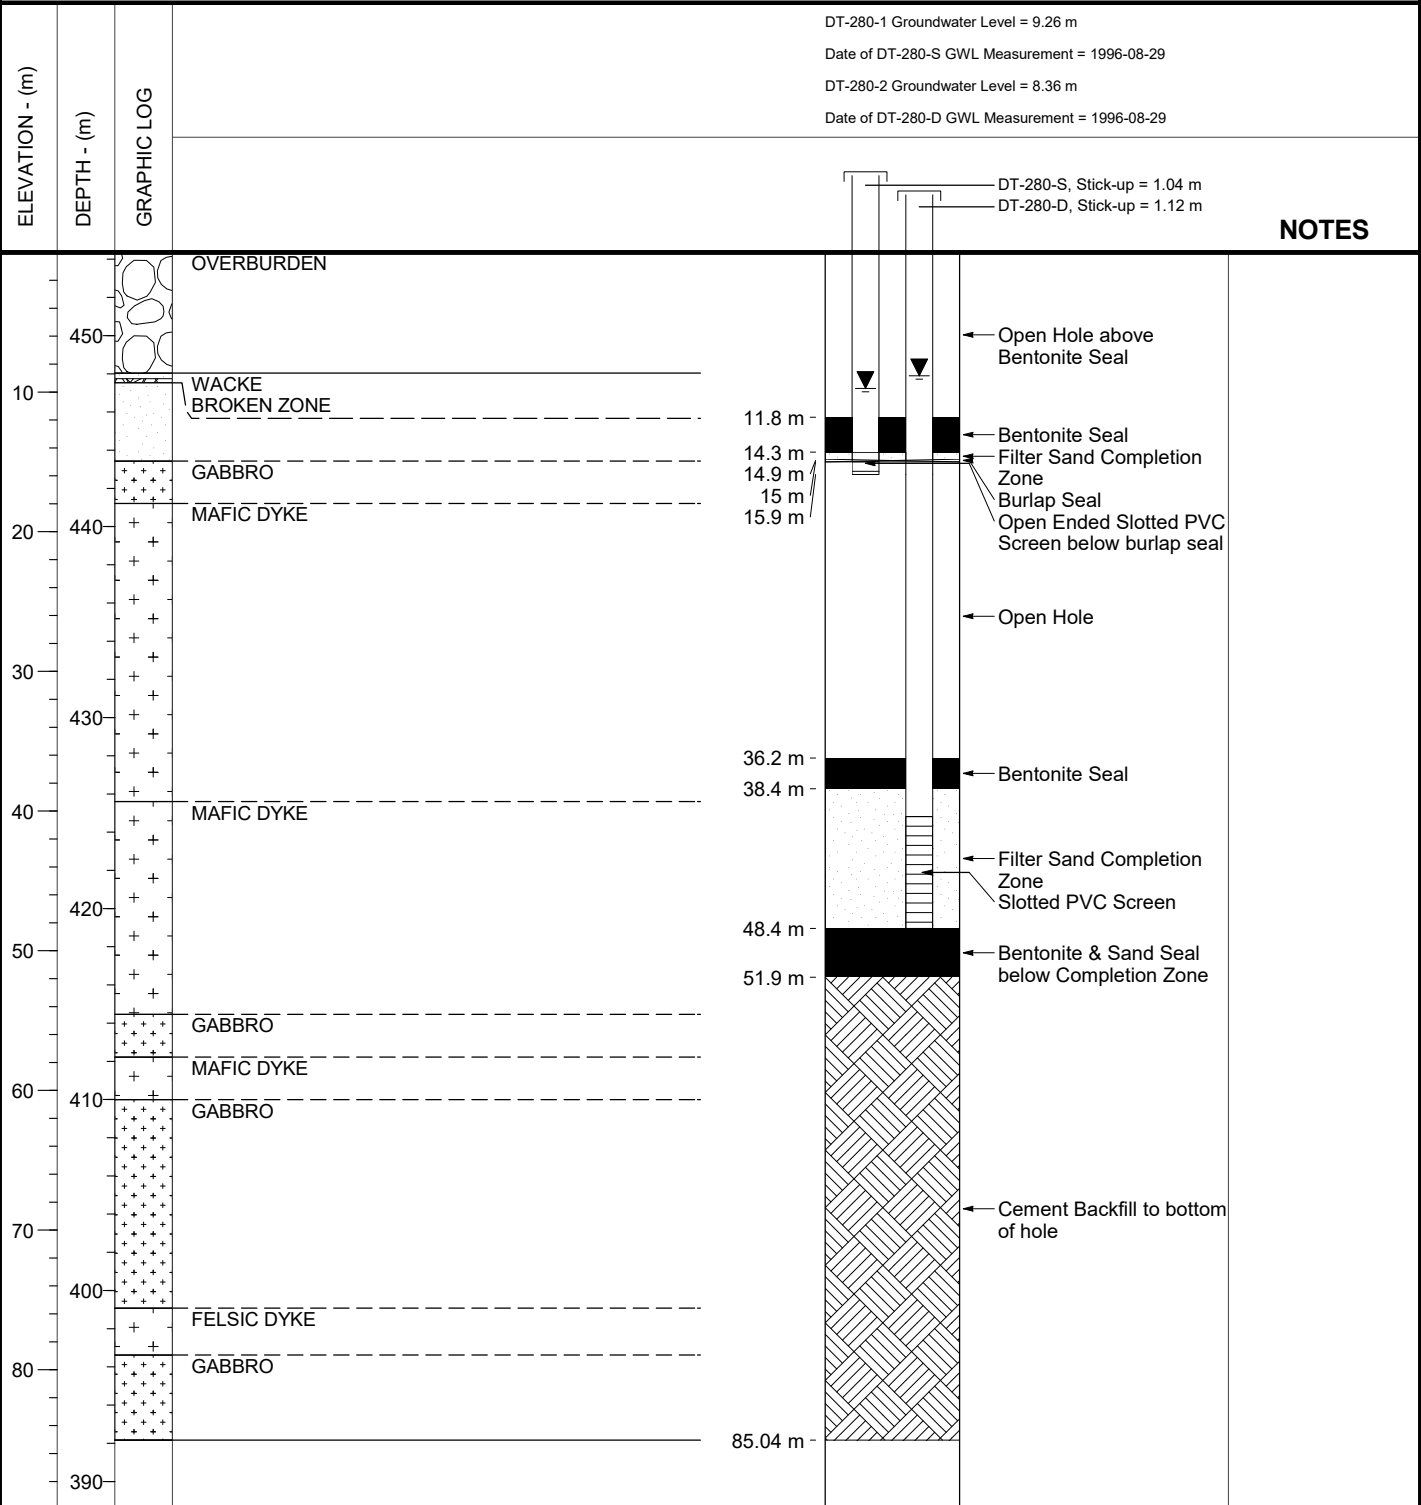 DT-280-1 Groundwater Level = 9.26 m
Date of DT-280-S GWL Measurement = 1996-08-29
DT-280-2 Groundwater Level = 8.36 m
Date of DT-280-D GWL Measurement = 1996-08-29
ELEVATION - (m)
DEPTH - (m)
GRAPHIC LOG
DT-280-S, Stick-up = 1.04 m
DT-280-D, Stick-up = 1.12 m
NOTES
OVERBURDEN
450
Open Hole above
Bentonite Seal
WACKE
10
BROKEN ZONE
11.8 m
Bentonite Seal
14.3 m
Filter Sand Completion
Zone
GABBRO
14.9 m
15 m
Burlap Seal
MAFIC DYKE
15.9 m
Open Ended Slotted PVC
Screen below burlap seal
440
20
Open Hole
30
430
36.2 m
Bentonite Seal
38.4 m
40
MAFIC DYKE
Filter Sand Completion
Zone
Slotted PVC Screen
420
48.4 m
50
Bentonite & Sand Seal
below Completion Zone
51.9 m
GABBRO
MAFIC DYKE
60
410
GABBRO
Cement Backfill to bottom
of hole
70
400
FELSIC DYKE
80
GABBRO
85.04 m
390